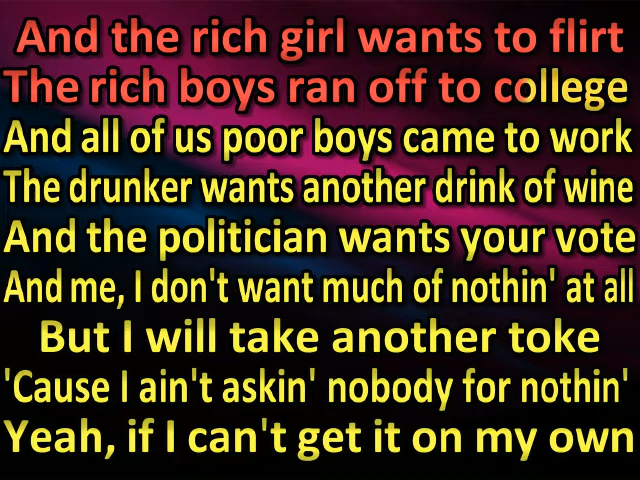 And the rich girl wants to flirt
The rich boys ran off to college
And all of us poor boys came to work
The drunker wants another drink of wine
And the politician wants your vote
And me, I don't want much of nothin' at all
But I will take another toke
'Cause I ain't askin' nobody for nothin'
Yeah, if I can't get it on my own